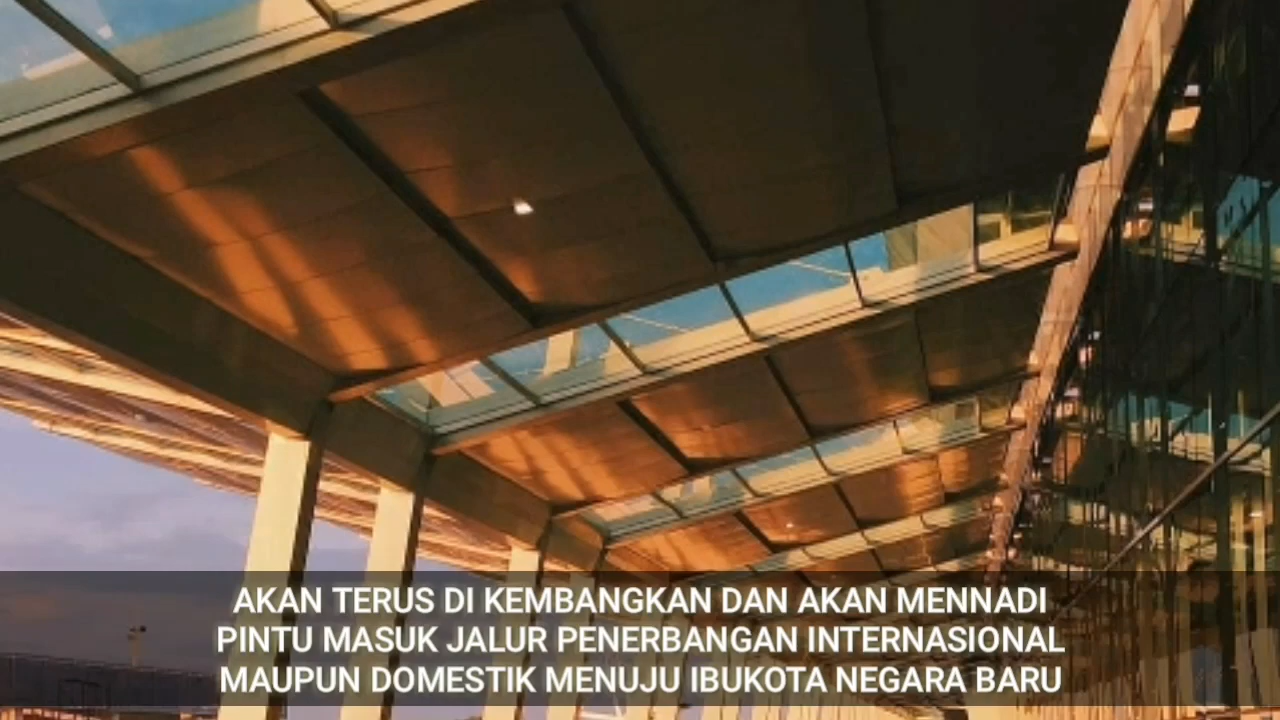 AKAN TERUS DI KEMBANGKAN DAN AKAN MENNADI
PINTU MASUK JALUR PENERBANGAN INTERNASIONAL
MAUPUN DOMESTIK MENUJU IBUKOTA NEGARA BARU